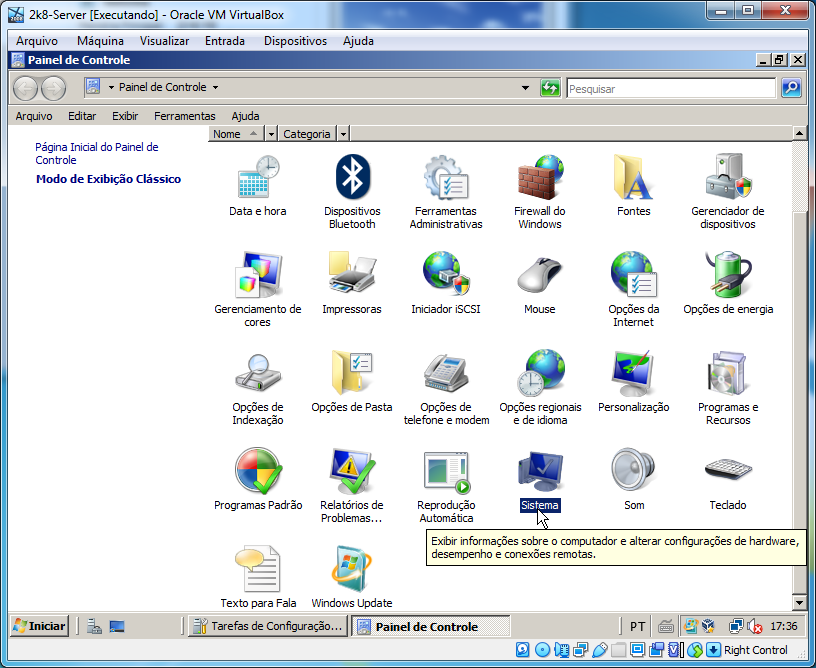 2k8-Server [Executando] - Oracle VM VirtualBox
Arquivo Máquina Visualizar Entrada Dispositivos Ajuda
Painel de Controle
Painel de Controle
Pesquisar
Arquivo Editar Exibir Ferramentas Ajuda
Página Inicial do Painel de
Controle
Modo de Exibição Clássico
Nome Categoria
Data e hora
Dispositivos
Bluetooth
Ferramentas
Administrativas
Firewall do
Windows
Fontes
Gerenciador de
dispositivos
Gerenciamento de
cores
Impressoras
Iniciador iSCSI
Mouse
Opções da
Internet
Opções de energia
Opções de
Indexação
Opções de Pasta
Opções de
telefone e modem
Opções regionais
e de idioma
Personalização
Programas e
Recursos
Programas Padrão
Relatórios de
Problemas...
Reprodução
Automática
Sistema
Som
Teclado
Exibir informações sobre o computador e alterar configurações de hardware,
desempenho e conexões remotas.
Texto para Fala
Windows Update
Iniciar
Tarefas de Configuração...
Painel de Controle
PT
17:36
Right Control